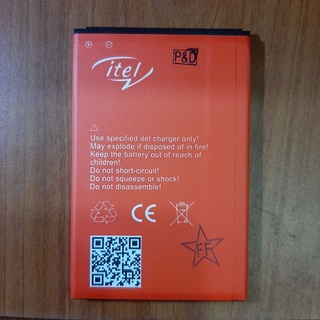 itel
P&D
Use specified itel charger only!
May explode if disposed of in fire!
Keep the battery out of reach of
children!
Do not short-circuit!
Do not squeeze or shock!
Do not disassemble!
CE
FF